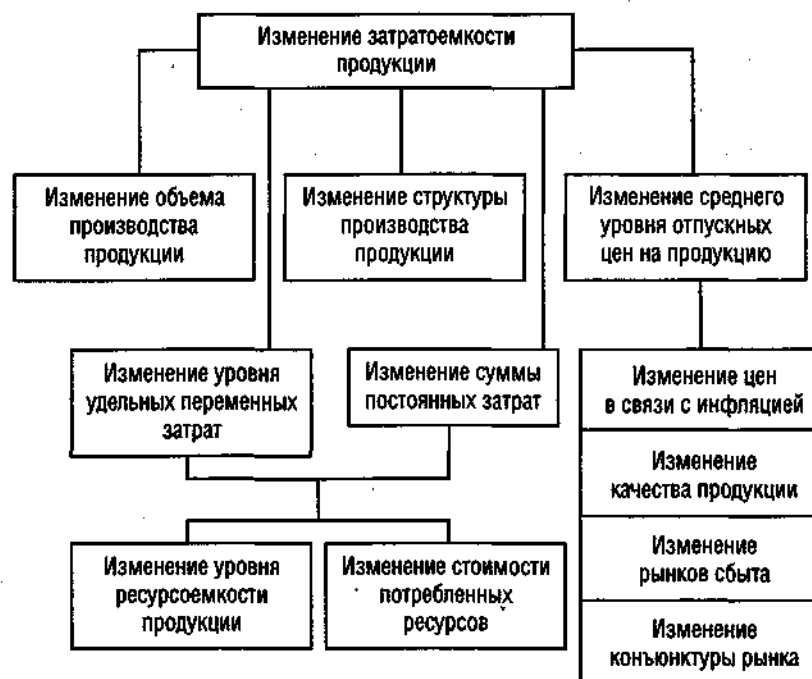 Изменение затратоемкости
продукции
Изменение объема
производства
продукции
Изменение структуры
производства
продукции
Изменение среднего
уровня отпускных
цен на продукцию
Изменение уровня
удельных переменных
затрат
Изменение суммы
постоянных затрат
Изменение цен
в связи с инфляцией
Изменение
качества продукции
Изменение
рынков сбыта
Изменение
конъюнктуры рынка
Изменение уровня
ресурсоемкости
продукции
Изменение стоимости
потребленных
ресурсов